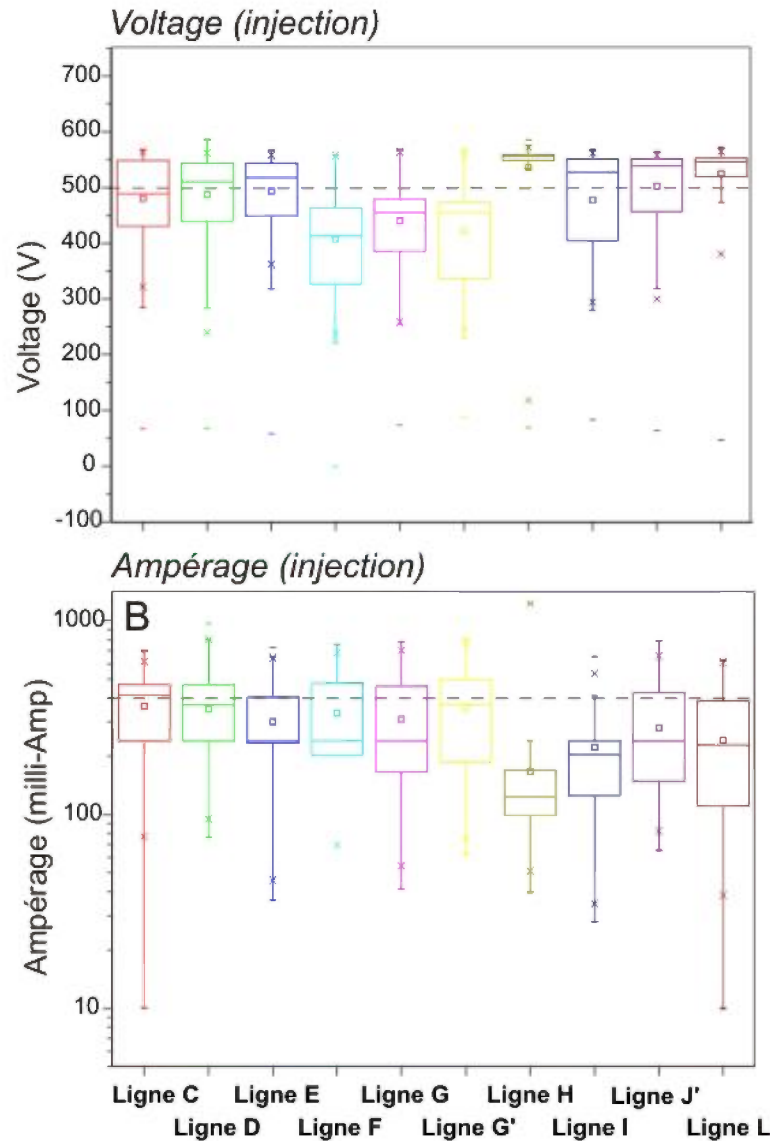 Voltage (injection)
700
600
500
400
300
200
100
0
-100
Voltage (V)
Ampérage (injection)
B
1000
100
10
Ampérage (milli-Amp)
Ligne C Ligne E Ligne G Ligne H Ligne J'
Ligne D Ligne F Ligne G' Ligne I Ligne L